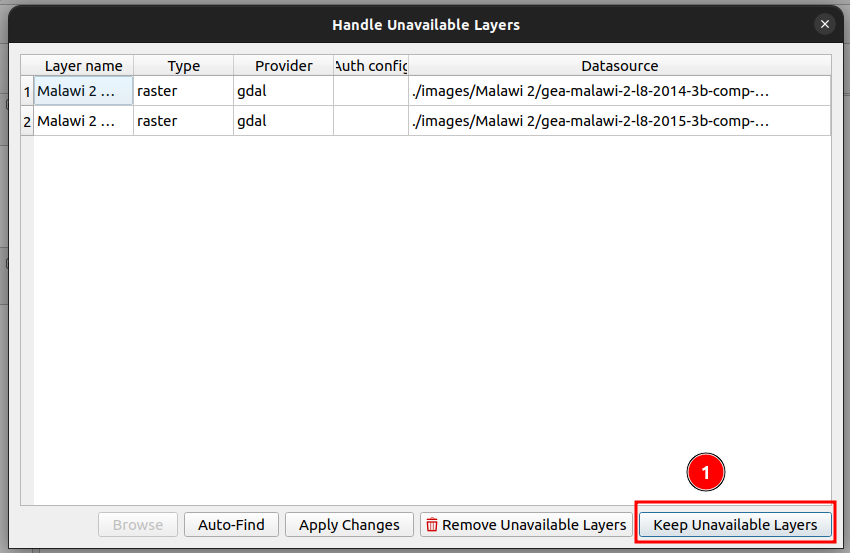 Handle Unavailable Layers
Layer name Type Provider Auth config Datasource
1 Malawi 2 … raster gdal ./images/Malawi 2/gea-malawi-2-l8-2014-3b-comp-…
2 Malawi 2 … raster gdal ./images/Malawi 2/gea-malawi-2-l8-2015-3b-comp-…
1
Browse Auto-Find Apply Changes Remove Unavailable Layers Keep Unavailable Layers